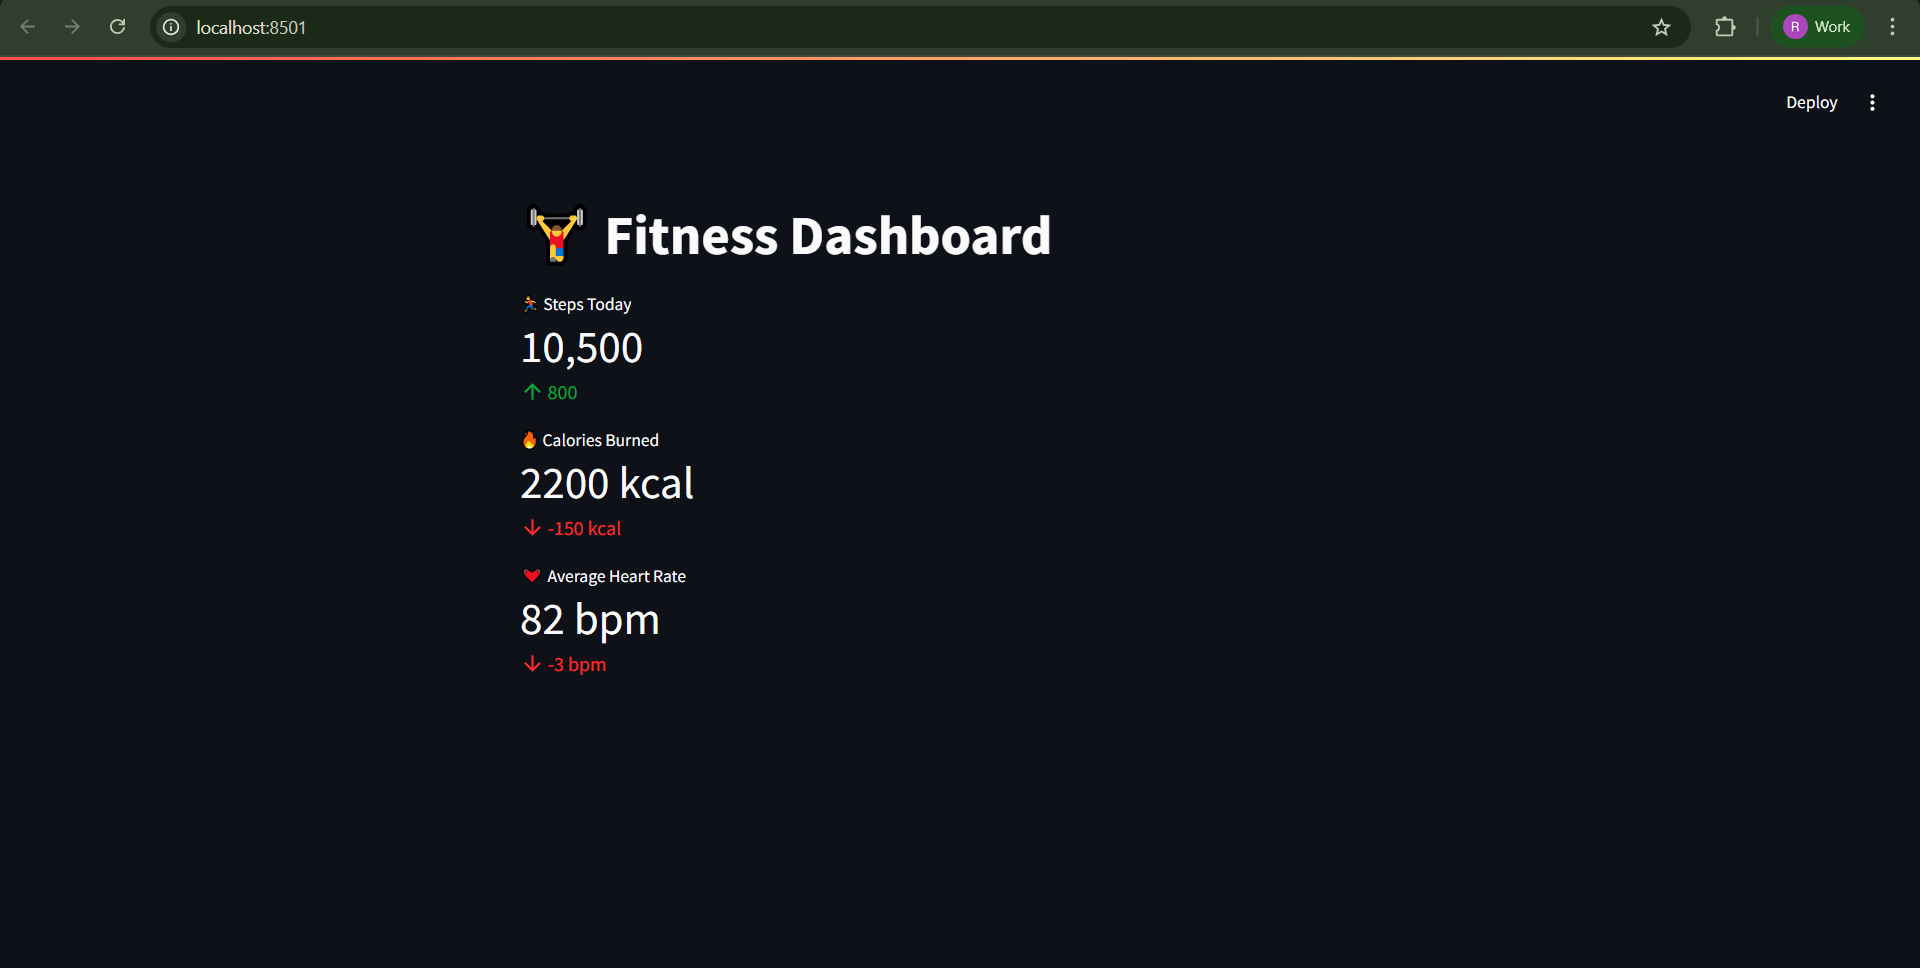 localhost:8501
R Work
Deploy
Fitness Dashboard
Steps Today
10,500
↑ 800
Calories Burned
2200 kcal
↓ -150 kcal
Average Heart Rate
82 bpm
↓ -3 bpm